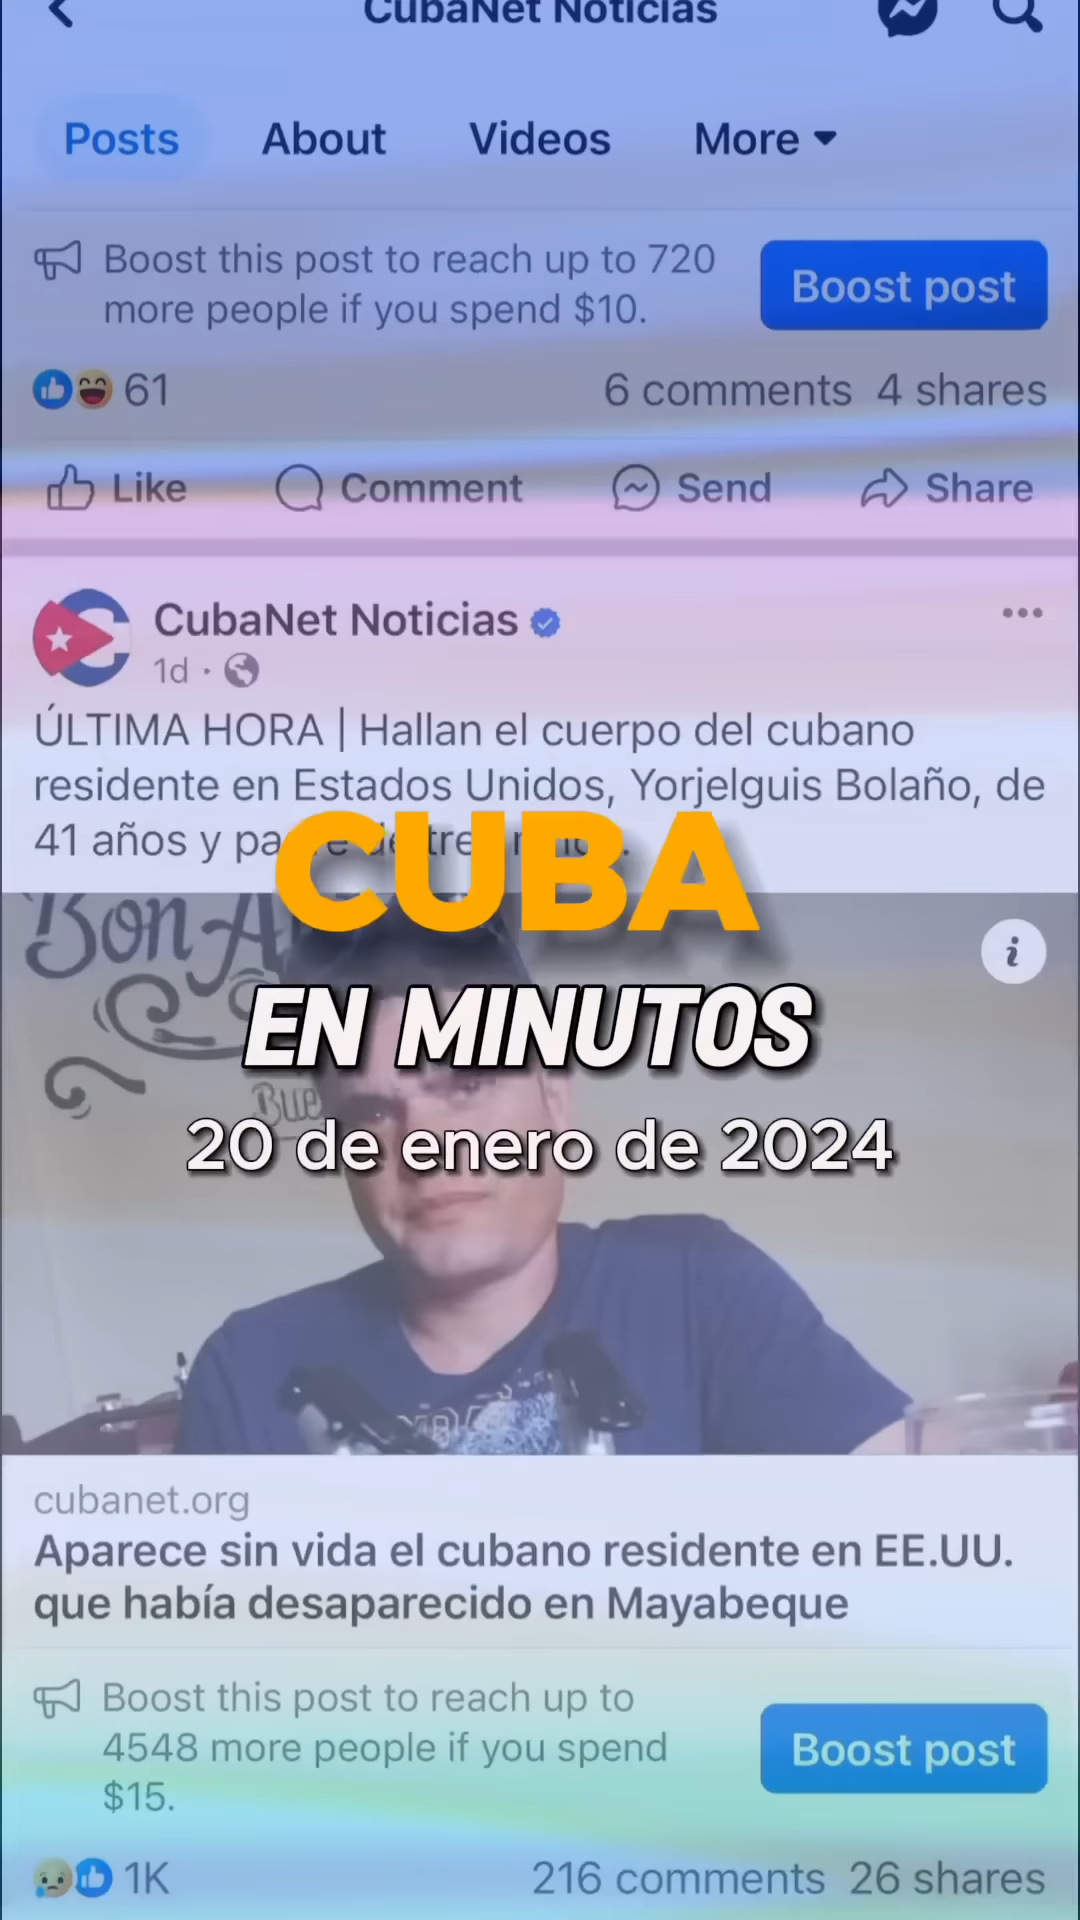 CubaNet Noticias
Posts About Videos More
Boost this post to reach up to 720
more people if you spend $10.
Boost post
61
6 comments 4 shares
Like Comment Send Share
CubaNet Noticias
1d
ÚLTIMA HORA | Hallan el cuerpo del cubano
residente en Estados Unidos, Yorjelguis Bolaño, de
41 años y
CUBA
EN MINUTOS
20 de enero de 2024
cubanet.org
Aparece sin vida el cubano residente en EE.UU.
que había desaparecido en Mayabeque
Boost this post to reach up to
4548 more people if you spend
$15.
Boost post
1K
216 comments 26 shares